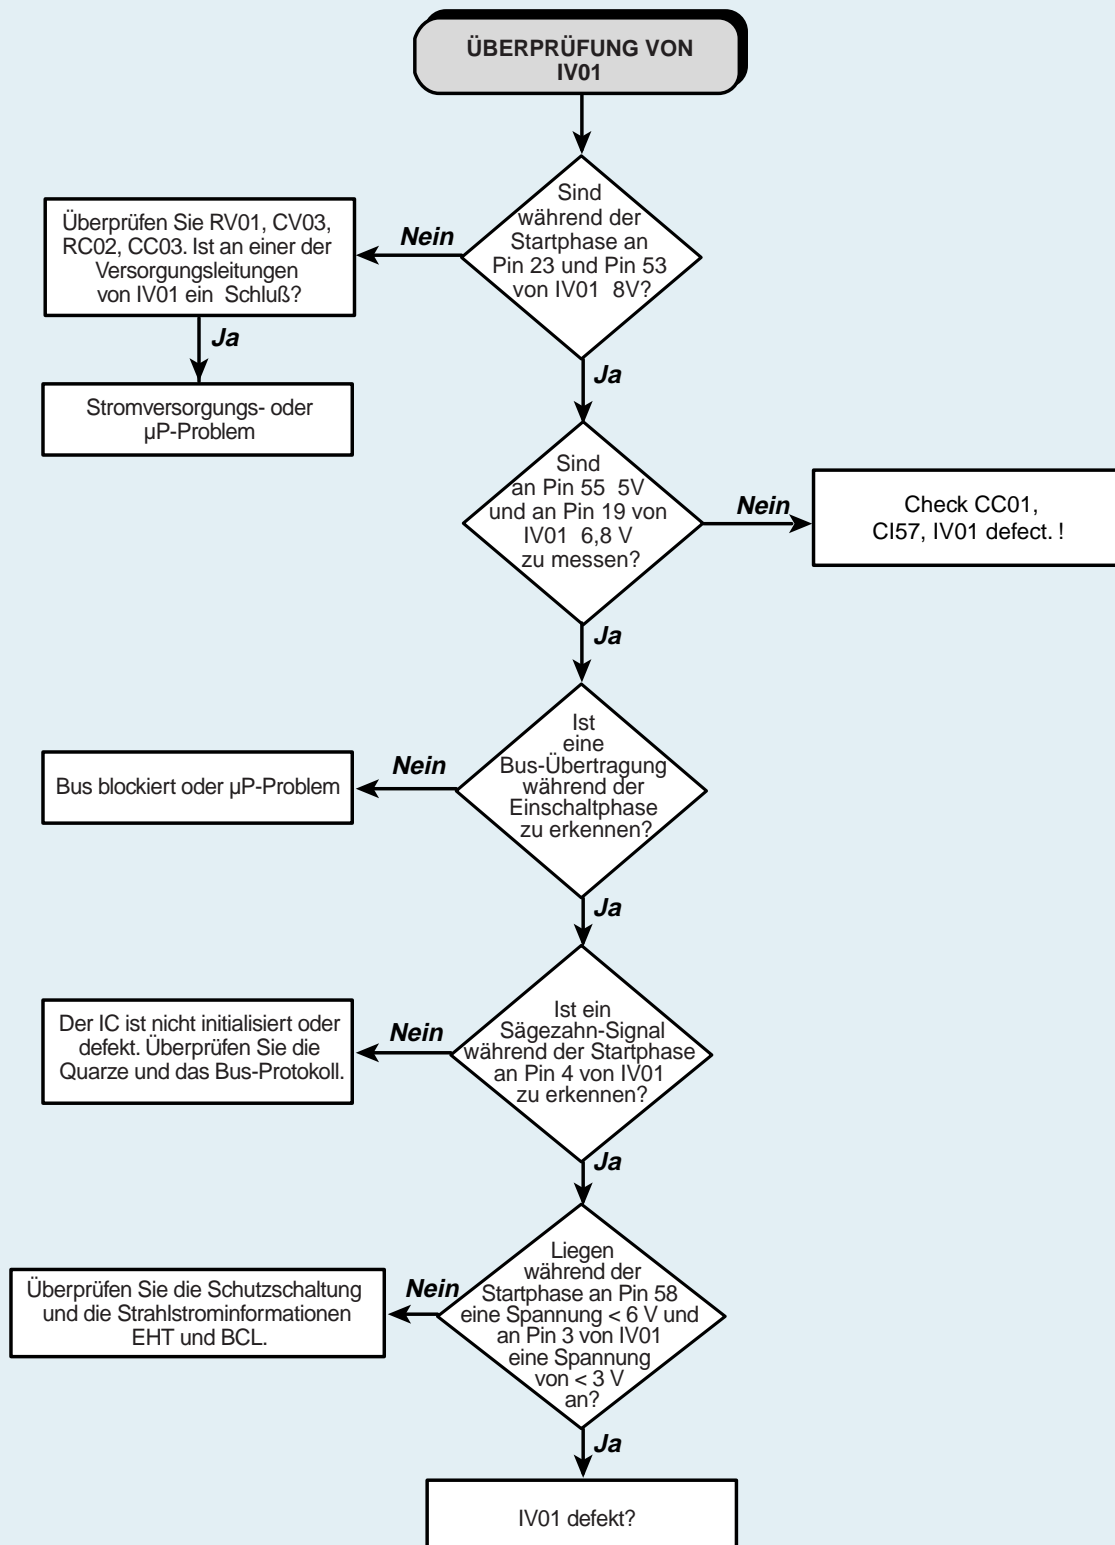 ÜBERPRÜFUNG VON
IV01
Sind
während der
Startphase an
Pin 23 und Pin 53
von IV01 8V?
Nein
Überprüfen Sie RV01, CV03,
RC02, CC03. Ist an einer der
Versorgungsleitungen
von IV01 ein Schluß?
Ja
Stromversorgungs- oder
µP-Problem
Ja
Sind
an Pin 55 5V
und an Pin 19 von
IV01 6,8 V
zu messen?
Nein
Check CC01,
CI57, IV01 defect. !
Ja
Ist
eine
Bus-Übertragung
während der
Einschaltphase
zu erkennen?
Nein
Bus blockiert oder µP-Problem
Ja
Ist ein
Sägezahn-Signal
während der Startphase
an Pin 4 von IV01
zu erkennen?
Nein
Der IC ist nicht initialisiert oder
defekt. Überprüfen Sie die
Quarze und das Bus-Protokoll.
Ja
Liegen
während der
Startphase an Pin 58
eine Spannung < 6 V und
an Pin 3 von IV01
eine Spannung
von < 3 V
an?
Nein
Überprüfen Sie die Schutzschaltung
und die Strahlstrominformationen
EHT und BCL.
Ja
IV01 defekt?